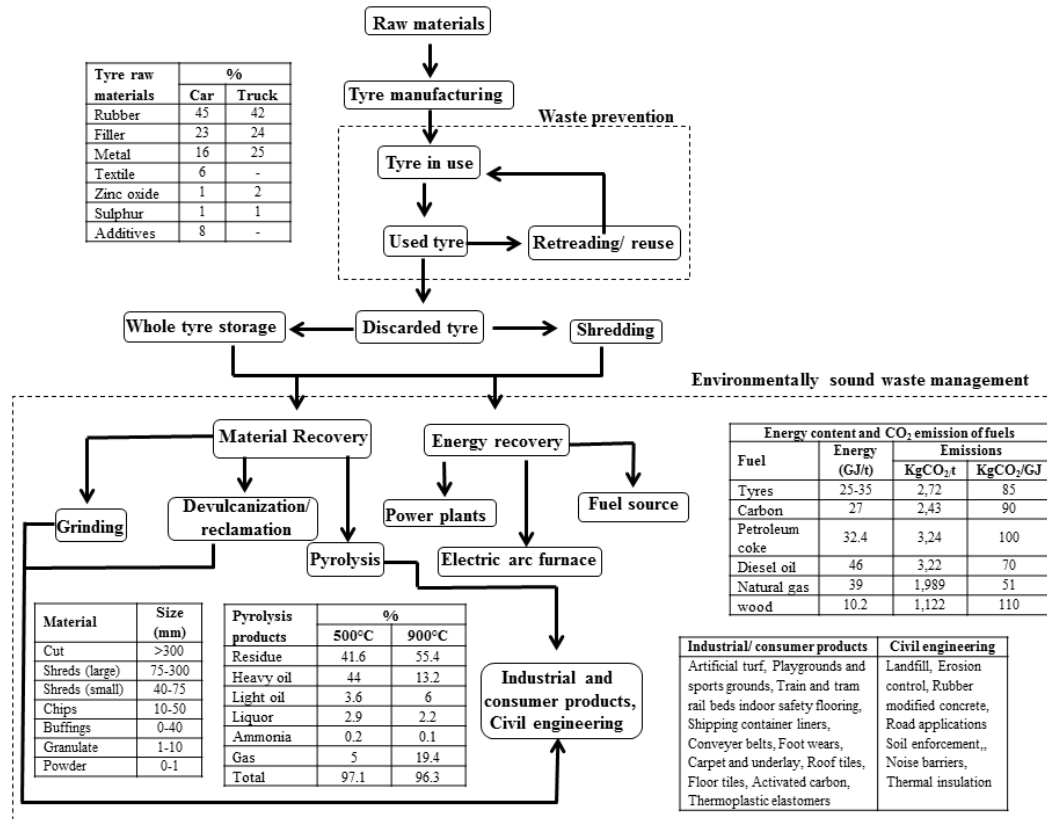 Raw materials
Tyre raw materials | %
Car | Truck
Rubber | 45 | 42
Filler | 23 | 24
Metal | 16 | 25
Textile | 6 | -
Zinc oxide | 1 | 2
Sulphur | 1 | 1
Additives | 8 | -
Tyre manufacturing
Waste prevention
Tyre in use
Used tyre
Retreading/ reuse
Whole tyre storage
Discarded tyre
Shredding
Environmentally sound waste management
Material Recovery
Energy recovery
Grinding
Devulcanization/
reclamation
Pyrolysis
Power plants
Electric arc furnace
Fuel source
Energy content and CO₂ emission of fuels
Fuel | Energy (GJ/t) | Emissions
KgCO₂/t | KgCO₂/GJ
Tyres | 25-35 | 2,72 | 85
Carbon | 27 | 2,43 | 90
Petroleum coke | 32.4 | 3,24 | 100
Diesel oil | 46 | 3,22 | 70
Natural gas | 39 | 1,989 | 51
wood | 10.2 | 1,122 | 110
Material | Size (mm)
Cut | >300
Shreds (large) | 75-300
Shreds (small) | 40-75
Chips | 10-50
Buffings | 0-40
Granulate | 1-10
Powder | 0-1
Pyrolysis products | %
500°C | 900°C
Residue | 41.6 | 55.4
Heavy oil | 44 | 13.2
Light oil | 3.6 | 6
Liquor | 2.9 | 2.2
Ammonia | 0.2 | 0.1
Gas | 5 | 19.4
Total | 97.1 | 96.3
Industrial and
consumer products,
Civil engineering
Industrial/ consumer products
Artificial turf, Playgrounds and
sports grounds, Train and tram
rail beds indoor safety flooring,
Shipping container liners,
Conveyer belts, Foot wears,
Carpet and underlay, Roof tiles,
Floor tiles, Activated carbon,
Thermoplastic elastomers
Civil engineering
Landfill, Erosion
control, Rubber
modified concrete,
Road applications
Soil enforcement,,
Noise barriers,
Thermal insulation